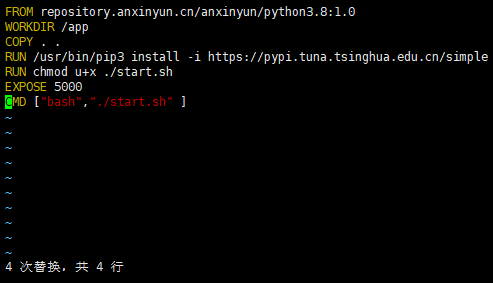 FROM repository.anxinyun.cn/anxinyun/python3.8:1.0
WORKDIR /app
COPY . .
RUN /usr/bin/pip3 install -i https://pypi.tuna.tsinghua.edu.cn/simple
RUN chmod u+x ./start.sh
EXPOSE 5000
CMD ["bash","./start.sh" ]
~
~
~
~
~
~
~
~
~
~
4 次替换, 共 4 行